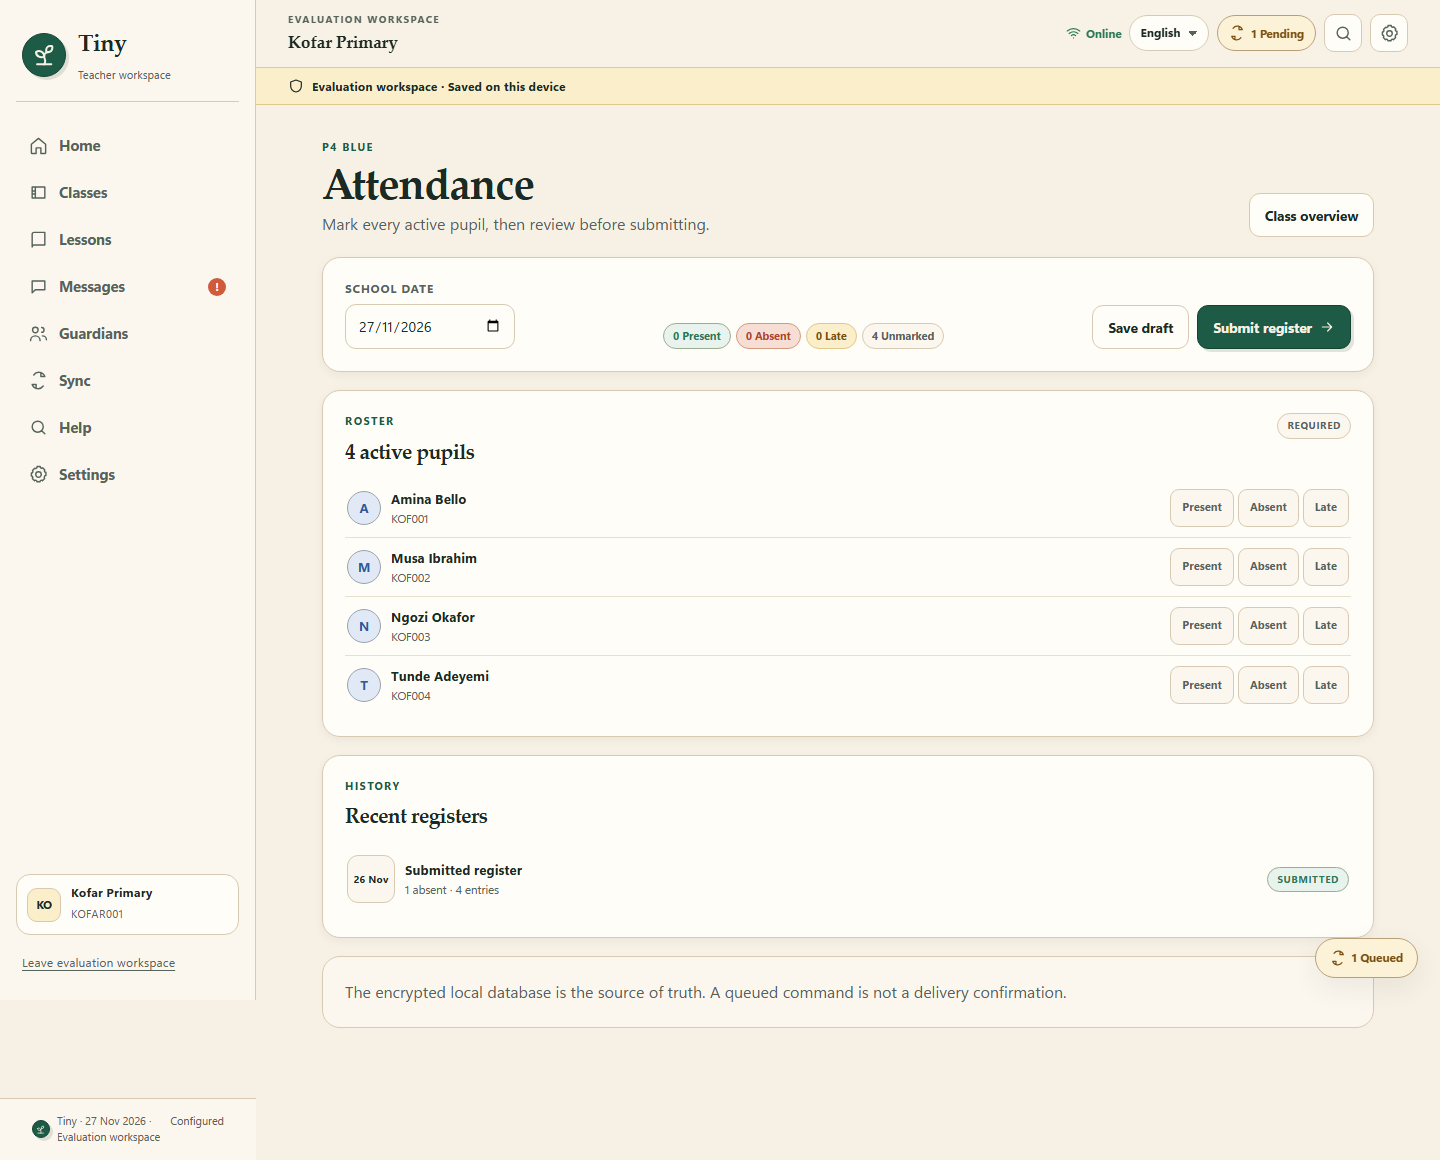 Tiny
Teacher workspace
Home
Classes
Lessons
Messages
!
Guardians
Sync
Help
Settings
KO
Kofar Primary
KOFAR001
Leave evaluation workspace
Tiny · 27 Nov 2026 ·
Evaluation workspace
Configured
EVALUATION WORKSPACE
Kofar Primary
Online
English
1 Pending
Evaluation workspace · Saved on this device
P4 BLUE
Attendance
Mark every active pupil, then review before submitting.
Class overview
SCHOOL DATE
27/11/2026
0 Present
0 Absent
0 Late
4 Unmarked
Save draft
Submit register
ROSTER
REQUIRED
4 active pupils
A
Amina Bello
KOF001
Present
Absent
Late
M
Musa Ibrahim
KOF002
Present
Absent
Late
N
Ngozi Okafor
KOF003
Present
Absent
Late
T
Tunde Adeyemi
KOF004
Present
Absent
Late
HISTORY
Recent registers
26 Nov
Submitted register
1 absent · 4 entries
SUBMITTED
1 Queued
The encrypted local database is the source of truth. A queued command is not a delivery confirmation.